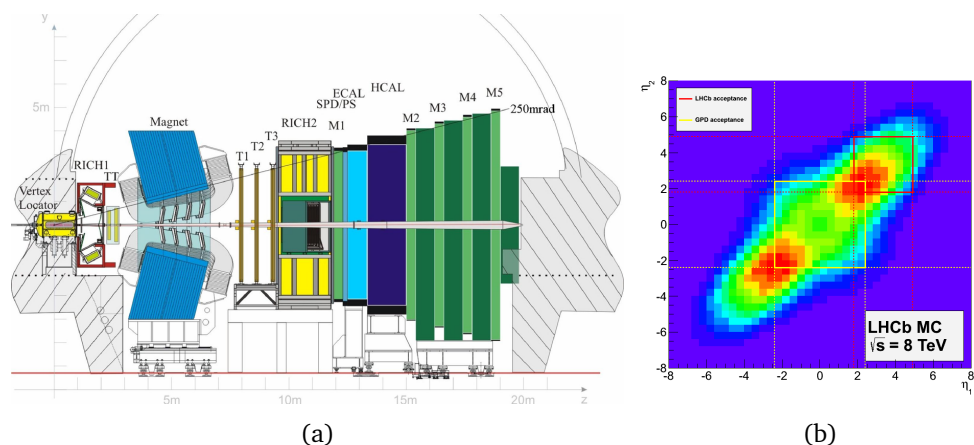 y
5m
Vertex
Locator
RICH1
TT
Magnet
T1
T2
T3
RICH2
SPD/PS
M1
ECAL
HCAL
M2
M3
M4
M5
250mrad
5m
10m
15m
20m
z
(a)
η2
8
6
4
2
0
-2
-4
-6
-8
LHCb acceptance
GPD acceptance
LHCb MC
√s = 8 TeV
-8 -6 -4 -2 0 2 4 6 8
η1
(b)